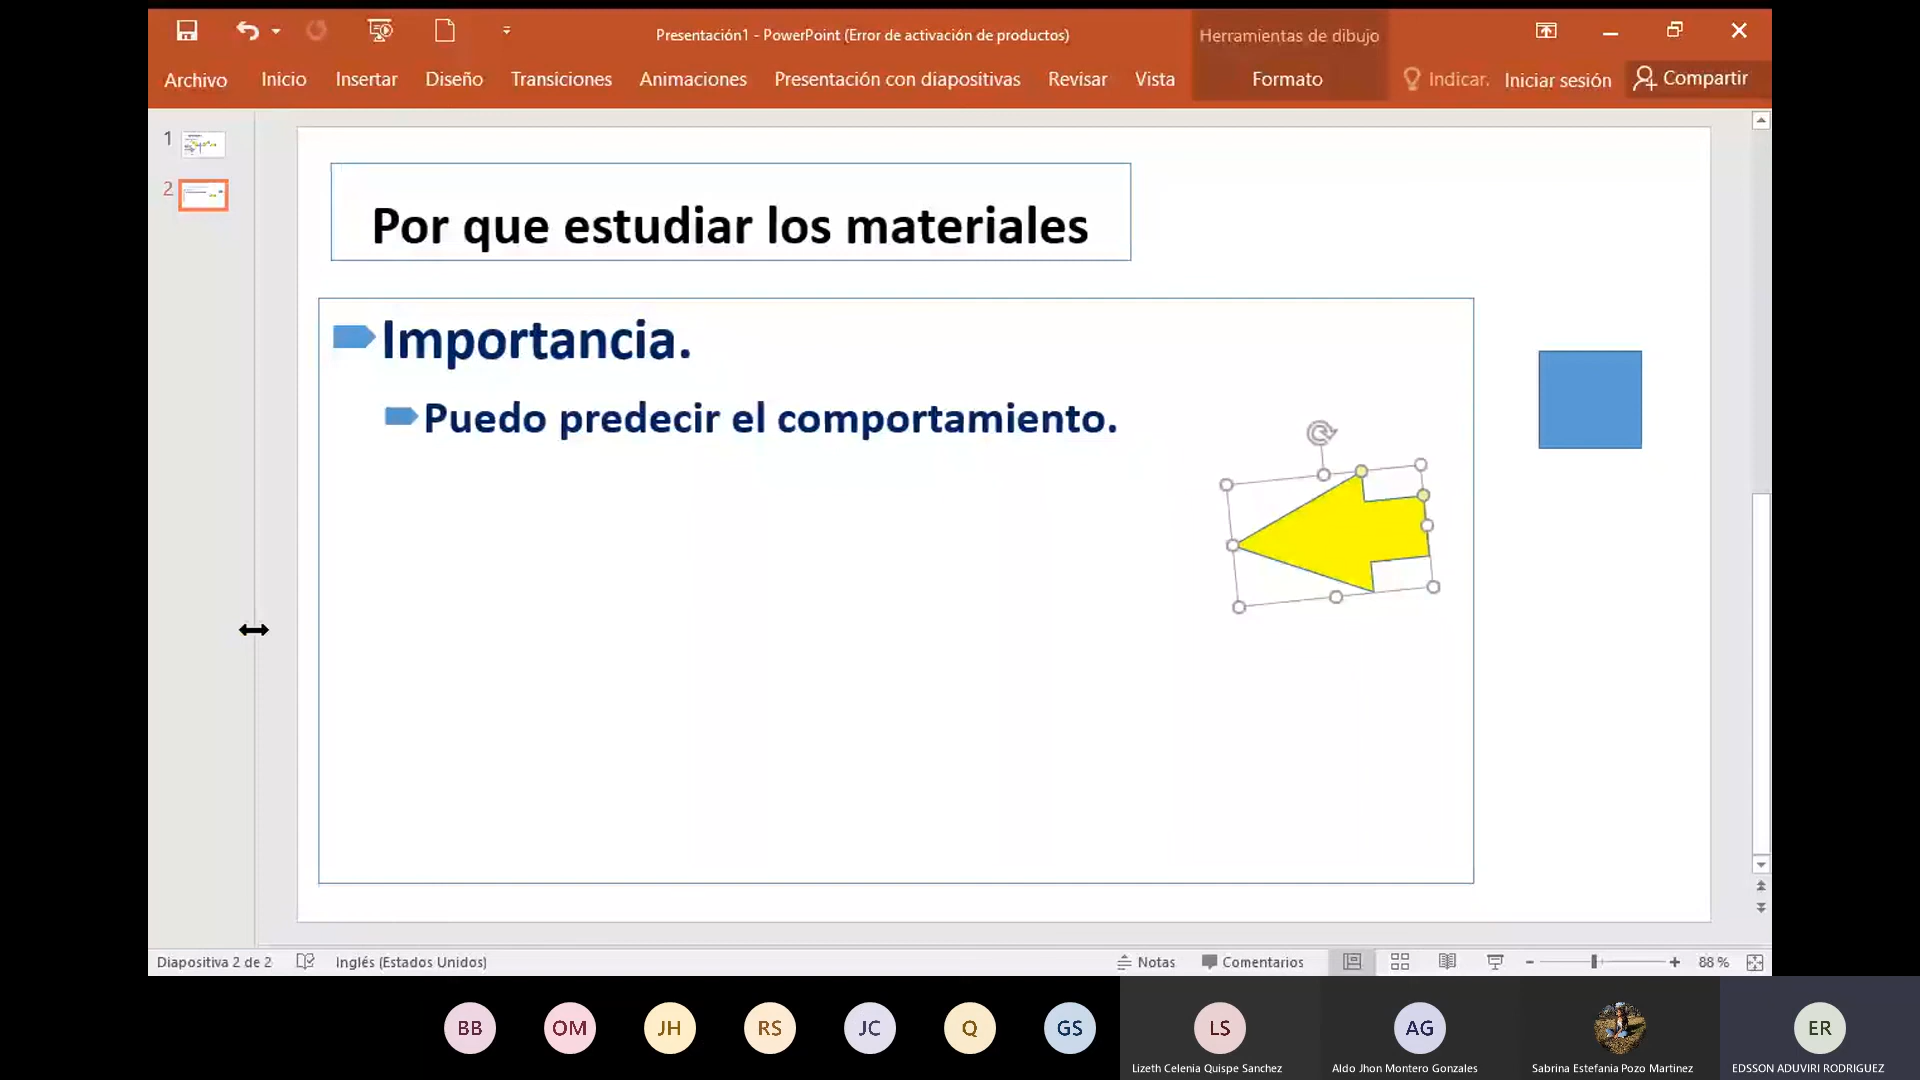 Presentación1 - PowerPoint (Error de activación de productos)
Herramientas de dibujo
Archivo Inicio Insertar Diseño Transiciones Animaciones Presentación con diapositivas Revisar Vista Formato Indicar. Iniciar sesión Compartir
1
2
Por que estudiar los materiales
Importancia.
Puedo predecir el comportamiento.
Diapositiva 2 de 2 Inglés (Estados Unidos) Notas Comentarios 88 %
BB OM JH RS JC Q GS LS AG ER
Lizeth Celenia Quispe Sanchez Aldo Jhon Montero Gonzales Sabrina Estefania Pozo Martinez EDSSON ADUVIRI RODRIGUEZ